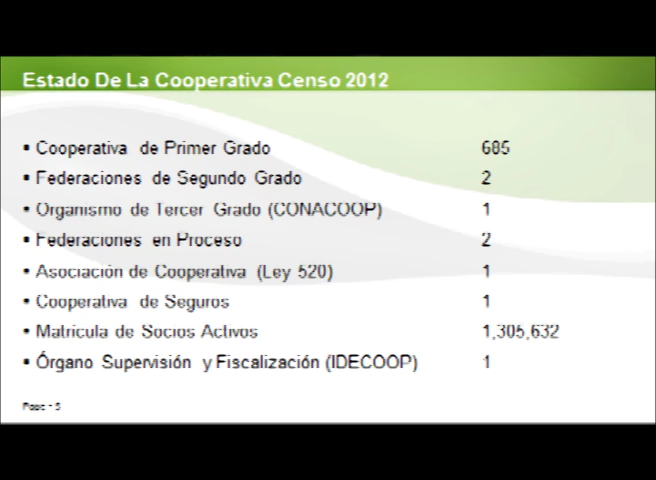 Estado De La Cooperativa Censo 2012
▪ Cooperativa de Primer Grado 685
▪ Federaciones de Segundo Grado 2
▪ Organismo de Tercer Grado (CONACOOP) 1
▪ Federaciones en Proceso 2
▪ Asociación de Cooperativa (Ley 520) 1
▪ Cooperativa de Seguros 1
▪ Matricula de Socios Activos 1,305,632
▪ Órgano Supervisión y Fiscalización (IDECOOP) 1
Page ▪ 5